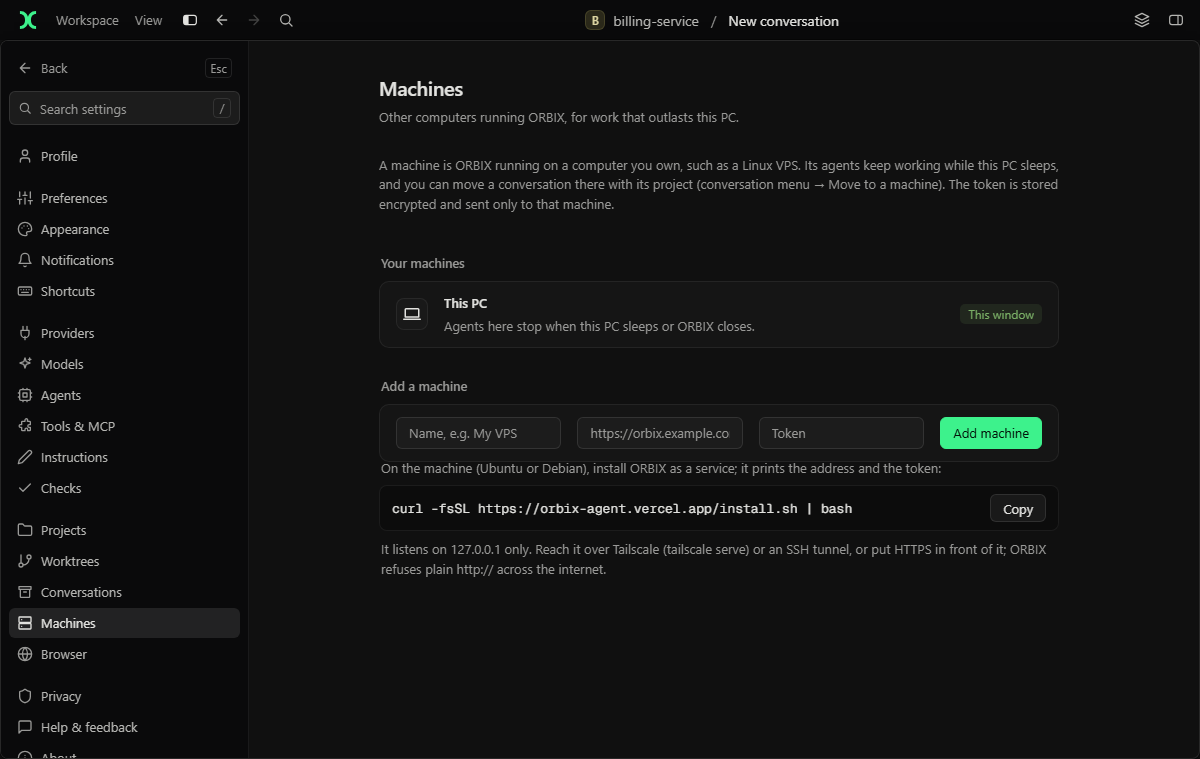 Workspace View
B billing-service / New conversation
Back Esc
Search settings /
Profile
Preferences
Appearance
Notifications
Shortcuts
Providers
Models
Agents
Tools & MCP
Instructions
Checks
Projects
Worktrees
Conversations
Machines
Browser
Privacy
Help & feedback
About
Machines
Other computers running ORBIX, for work that outlasts this PC.
A machine is ORBIX running on a computer you own, such as a Linux VPS. Its agents keep working while this PC sleeps,
and you can move a conversation there with its project (conversation menu → Move to a machine). The token is stored
encrypted and sent only to that machine.
Your machines
This PC
Agents here stop when this PC sleeps or ORBIX closes.
This window
Add a machine
Name, e.g. My VPS https://orbix.example.co Token Add machine
On the machine (Ubuntu or Debian), install ORBIX as a service; it prints the address and the token:
curl -fsSL https://orbix-agent.vercel.app/install.sh | bash Copy
It listens on 127.0.0.1 only. Reach it over Tailscale (tailscale serve) or an SSH tunnel, or put HTTPS in front of it; ORBIX
refuses plain http:// across the internet.